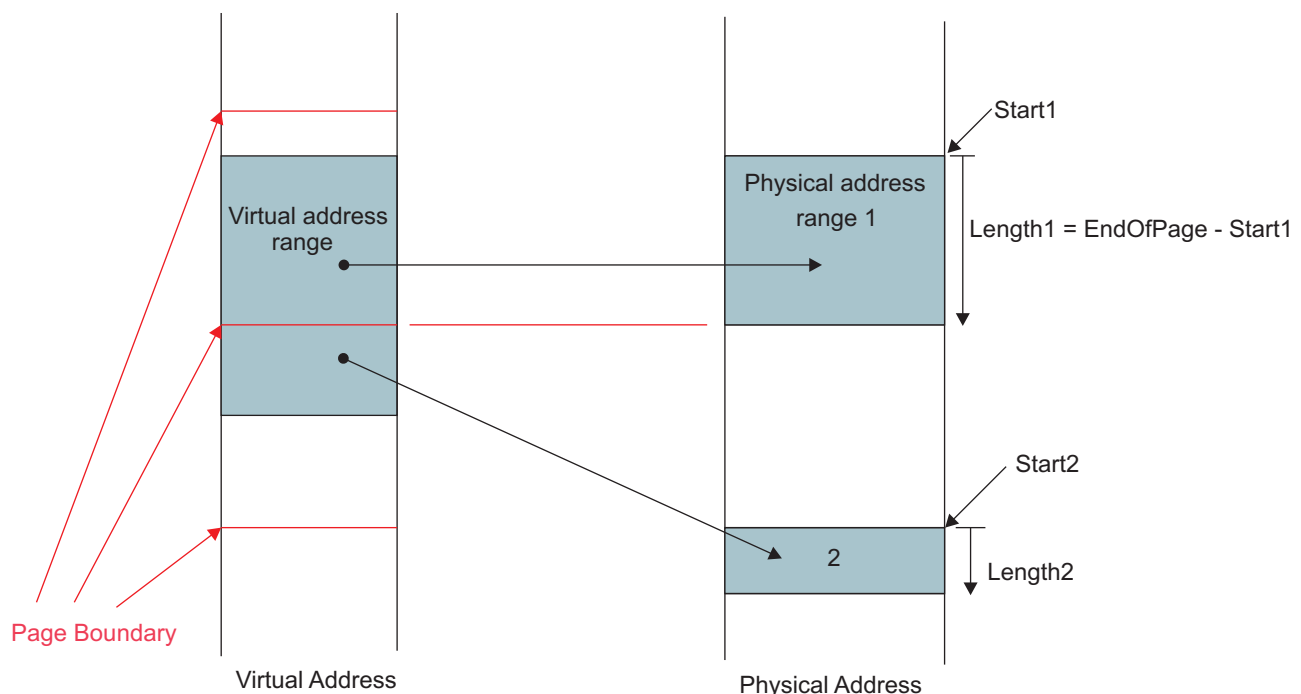 Start1
Physical address
range 1
Virtual address
range
Length1 = EndOfPage - Start1
Start2
2
Length2
Page Boundary
Virtual Address
Physical Address